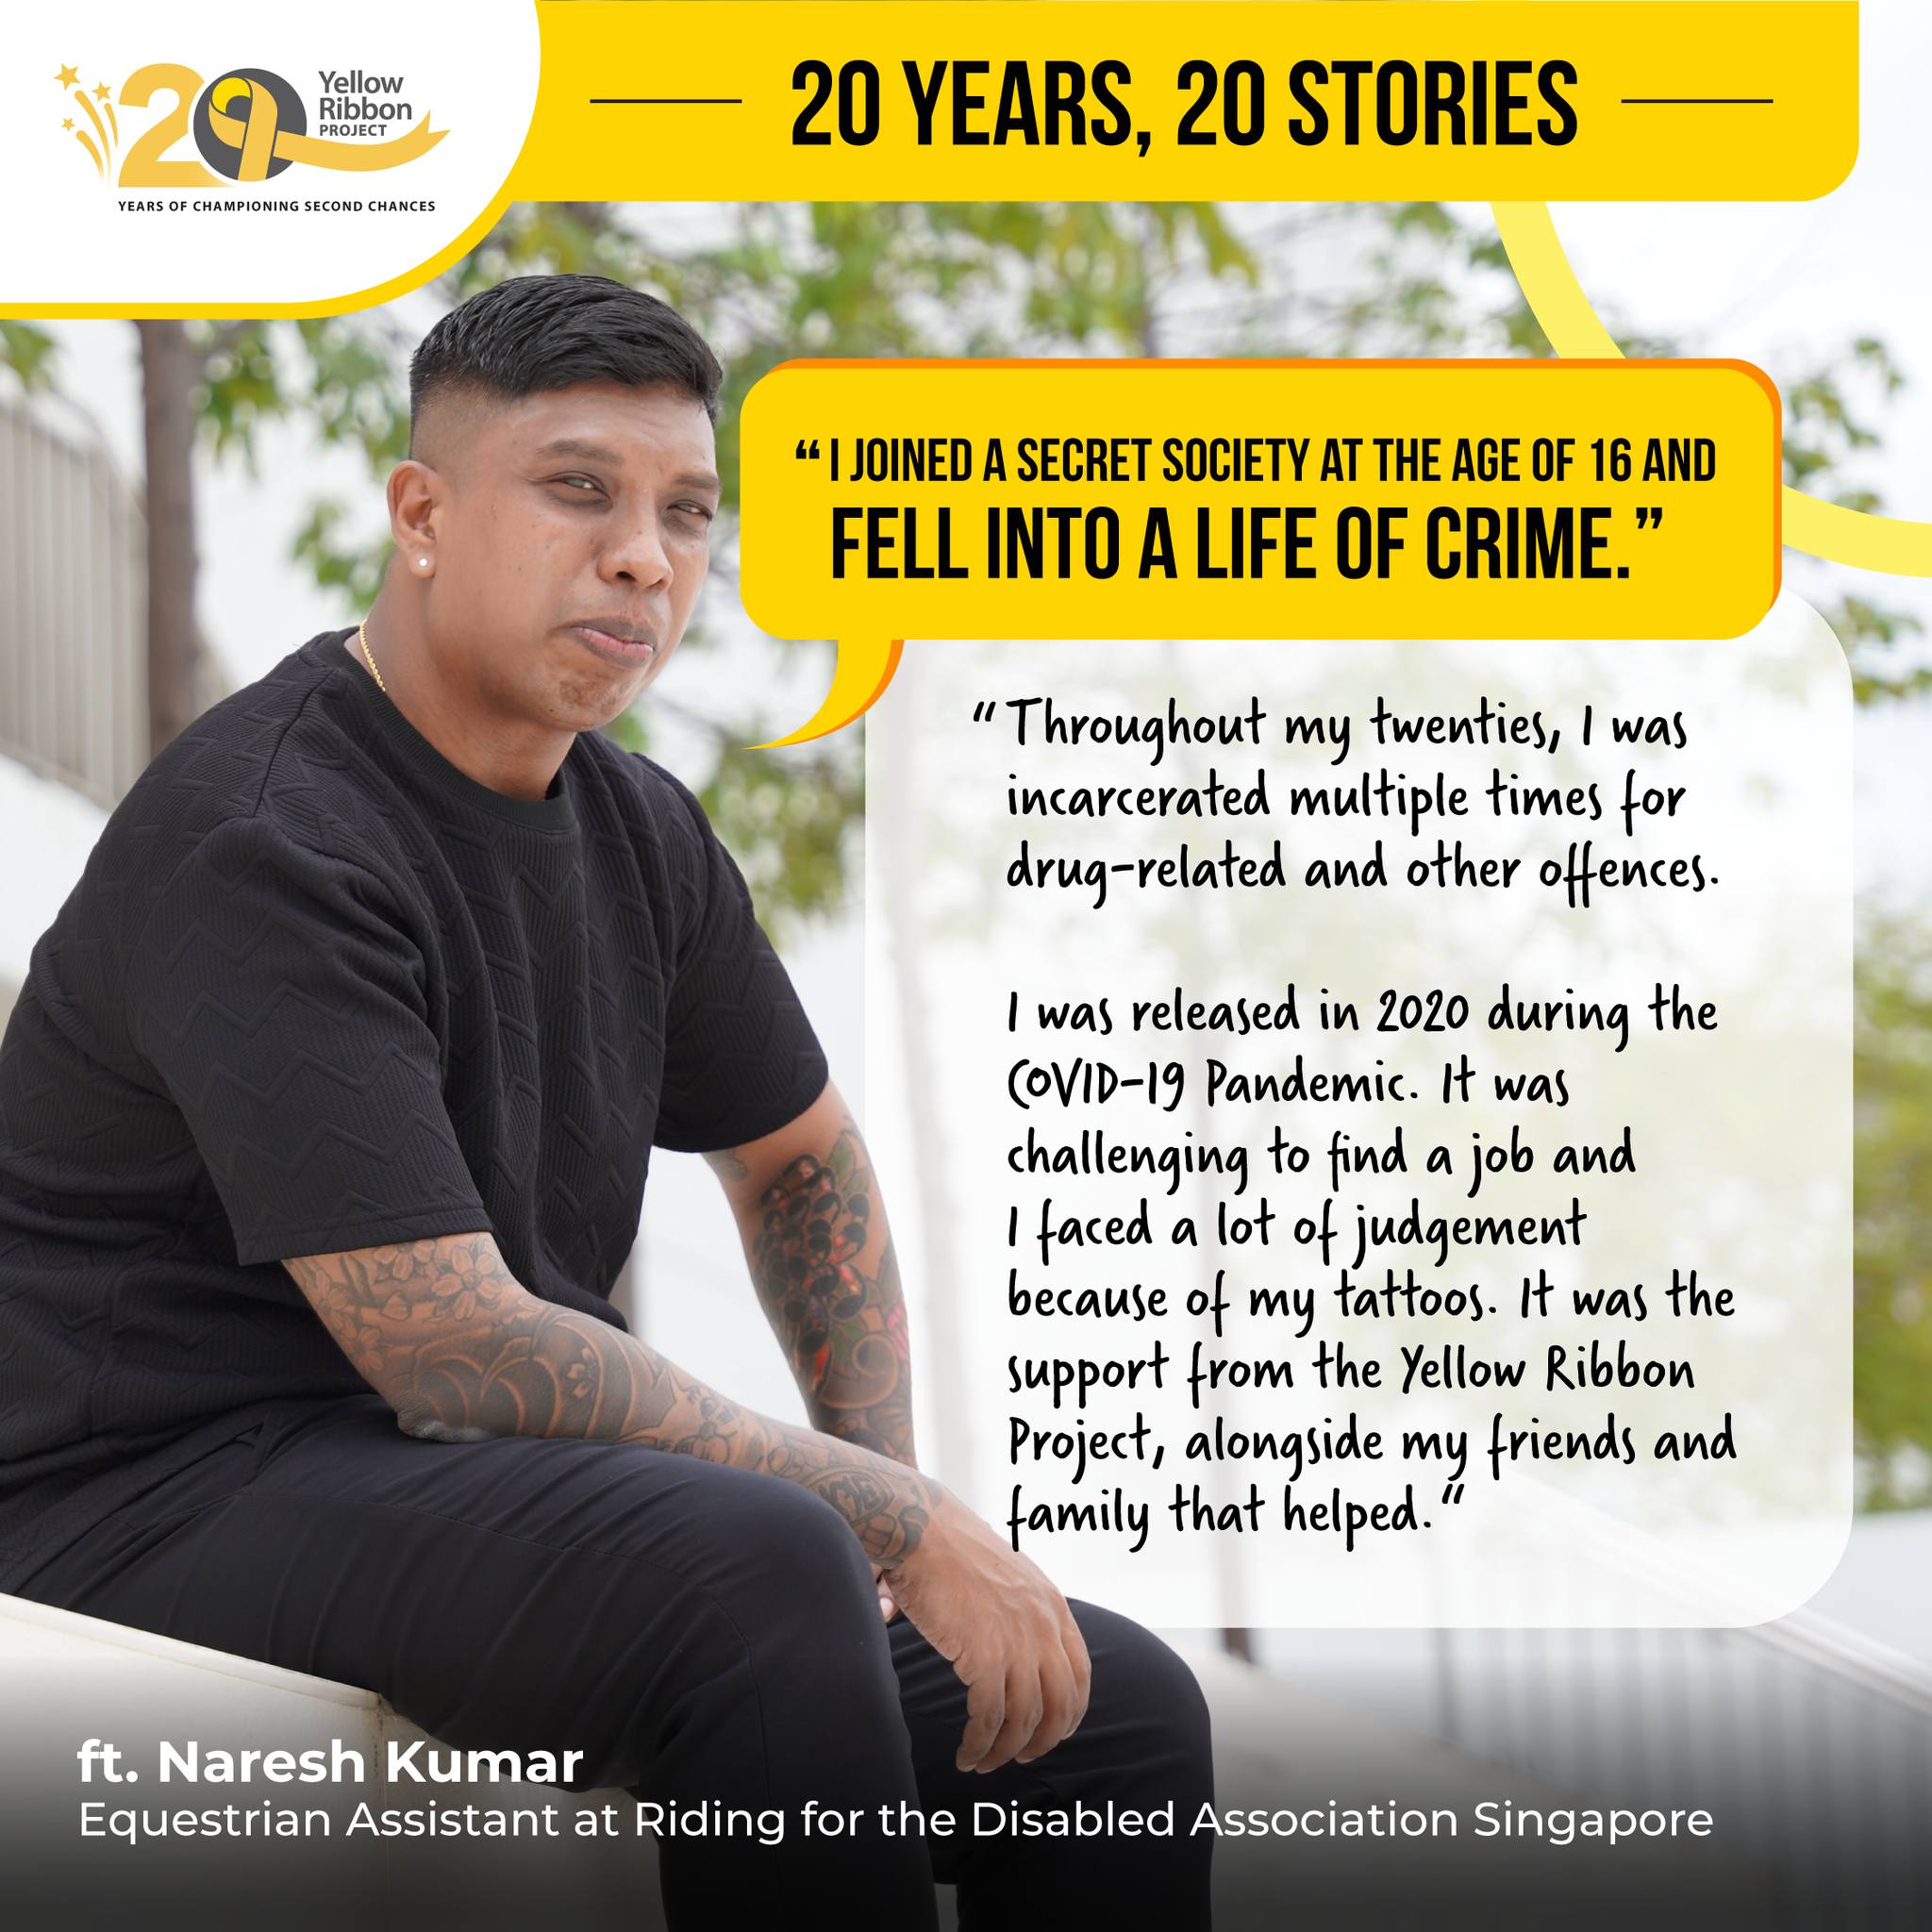 20
Yellow
Ribbon
PROJECT
YEARS OF CHAMPIONING SECOND CHANCES
20 YEARS, 20 STORIES
“I JOINED A SECRET SOCIETY AT THE AGE OF 16 AND
FELL INTO A LIFE OF CRIME.”
“Throughout my twenties, I was
incarcerated multiple times for
drug-related and other offences.
I was released in 2020 during the
COVID-19 Pandemic. It was
challenging to find a job and
I faced a lot of judgement
because of my tattoos. It was the
support from the Yellow Ribbon
Project, alongside my friends and
family that helped.“
ft. Naresh Kumar
Equestrian Assistant at Riding for the Disabled Association Singapore